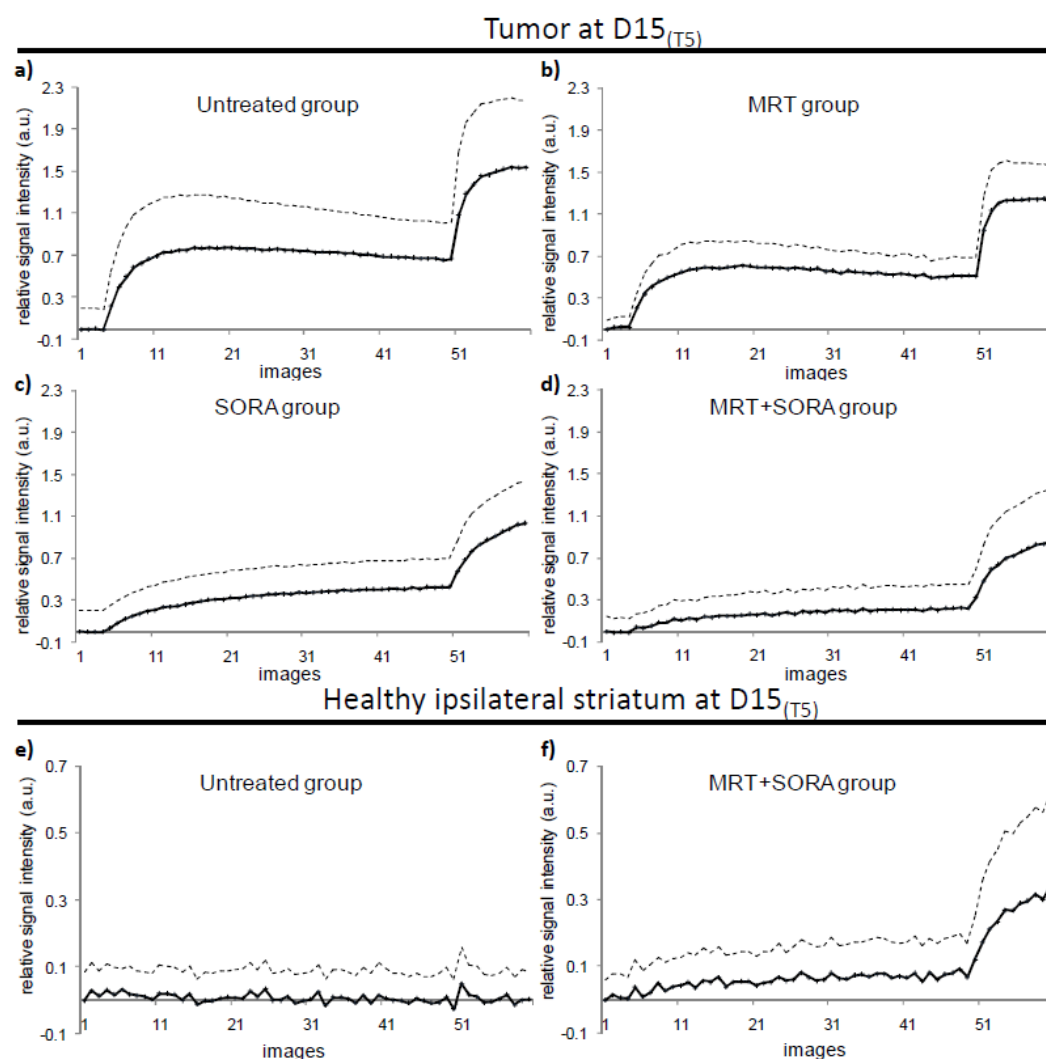 Tumor at D15(T5)
a)
Untreated group
relative signal intensity (a.u.)
2.3
1.9
1.5
1.1
0.7
0.3
-0.1
1 11 21 31 41 51
images
b)
MRT group
relative signal intensity (a.u.)
2.3
1.9
1.5
1.1
0.7
0.3
-0.1
1 11 21 31 41 51
images
c)
SORA group
relative signal intensity (a.u.)
2.3
1.9
1.5
1.1
0.7
0.3
-0.1
1 11 21 31 41 51
images
d)
MRT+SORA group
relative signal intensity (a.u.)
2.3
1.9
1.5
1.1
0.7
0.3
-0.1
1 11 21 31 41 51
images
Healthy ipsilateral striatum at D15(T5)
e)
Untreated group
relative signal intensity (a.u.)
0.7
0.5
0.3
0.1
-0.1
1 11 21 31 41 51
images
f)
MRT+SORA group
relative signal intensity (a.u.)
0.7
0.5
0.3
0.1
-0.1
1 11 21 31 41 51
images